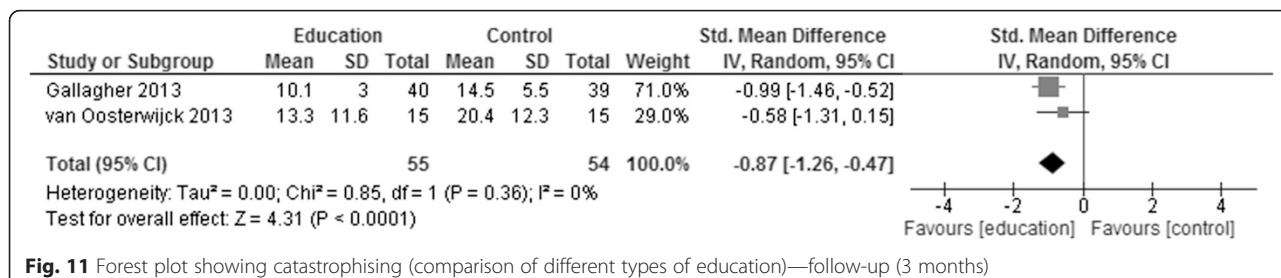 Education Control Std. Mean Difference Std. Mean Difference
Study or Subgroup Mean SD Total Mean SD Total Weight IV, Random, 95% CI IV, Random, 95% CI
Gallagher 2013 10.1 3 40 14.5 5.5 39 71.0% -0.99 [-1.46, -0.52]
van Oosterwijck 2013 13.3 11.6 15 20.4 12.3 15 29.0% -0.58 [-1.31, 0.15]
Total (95% CI) 55 54 100.0% -0.87 [-1.26, -0.47]
Heterogeneity: Tau² = 0.00; Chi² = 0.85, df = 1 (P = 0.36); I² = 0%
Test for overall effect: Z = 4.31 (P < 0.0001)
-4 -2 0 2 4
Favours [education] Favours [control]
Fig. 11 Forest plot showing catastrophising (comparison of different types of education)—follow-up (3 months)